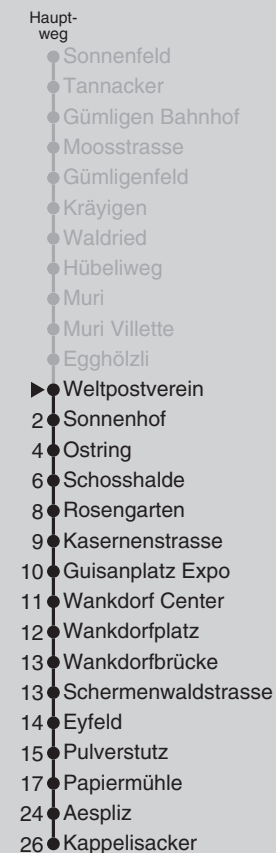 Haupt-
weg
Sonnenfeld
Tannacker
Gümligen Bahnhof
Moosstrasse
Gümligenfeld
Kräyigen
Waldried
Hübeliweg
Muri
Muri Villette
Egghölzli
Weltpostverein
2 Sonnenhof
4 Ostring
6 Schosshalde
8 Rosengarten
9 Kasernenstrasse
10 Guisanplatz Expo
11 Wankdorf Center
12 Wankdorfplatz
13 Wankdorfbrücke
13 Schermenwaldstrasse
14 Eyfeld
15 Pulverstutz
17 Papiermühle
24 Aespliz
26 Kappelisacker